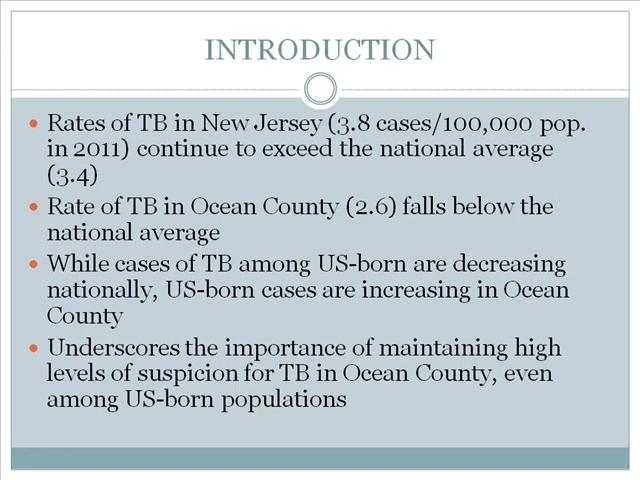 INTRODUCTION
• Rates of TB in New Jersey (3.8 cases/100,000 pop.
in 2011) continue to exceed the national average
(3.4)
• Rate of TB in Ocean County (2.6) falls below the
national average
• While cases of TB among US-born are decreasing
nationally, US-born cases are increasing in Ocean
County
• Underscores the importance of maintaining high
levels of suspicion for TB in Ocean County, even
among US-born populations